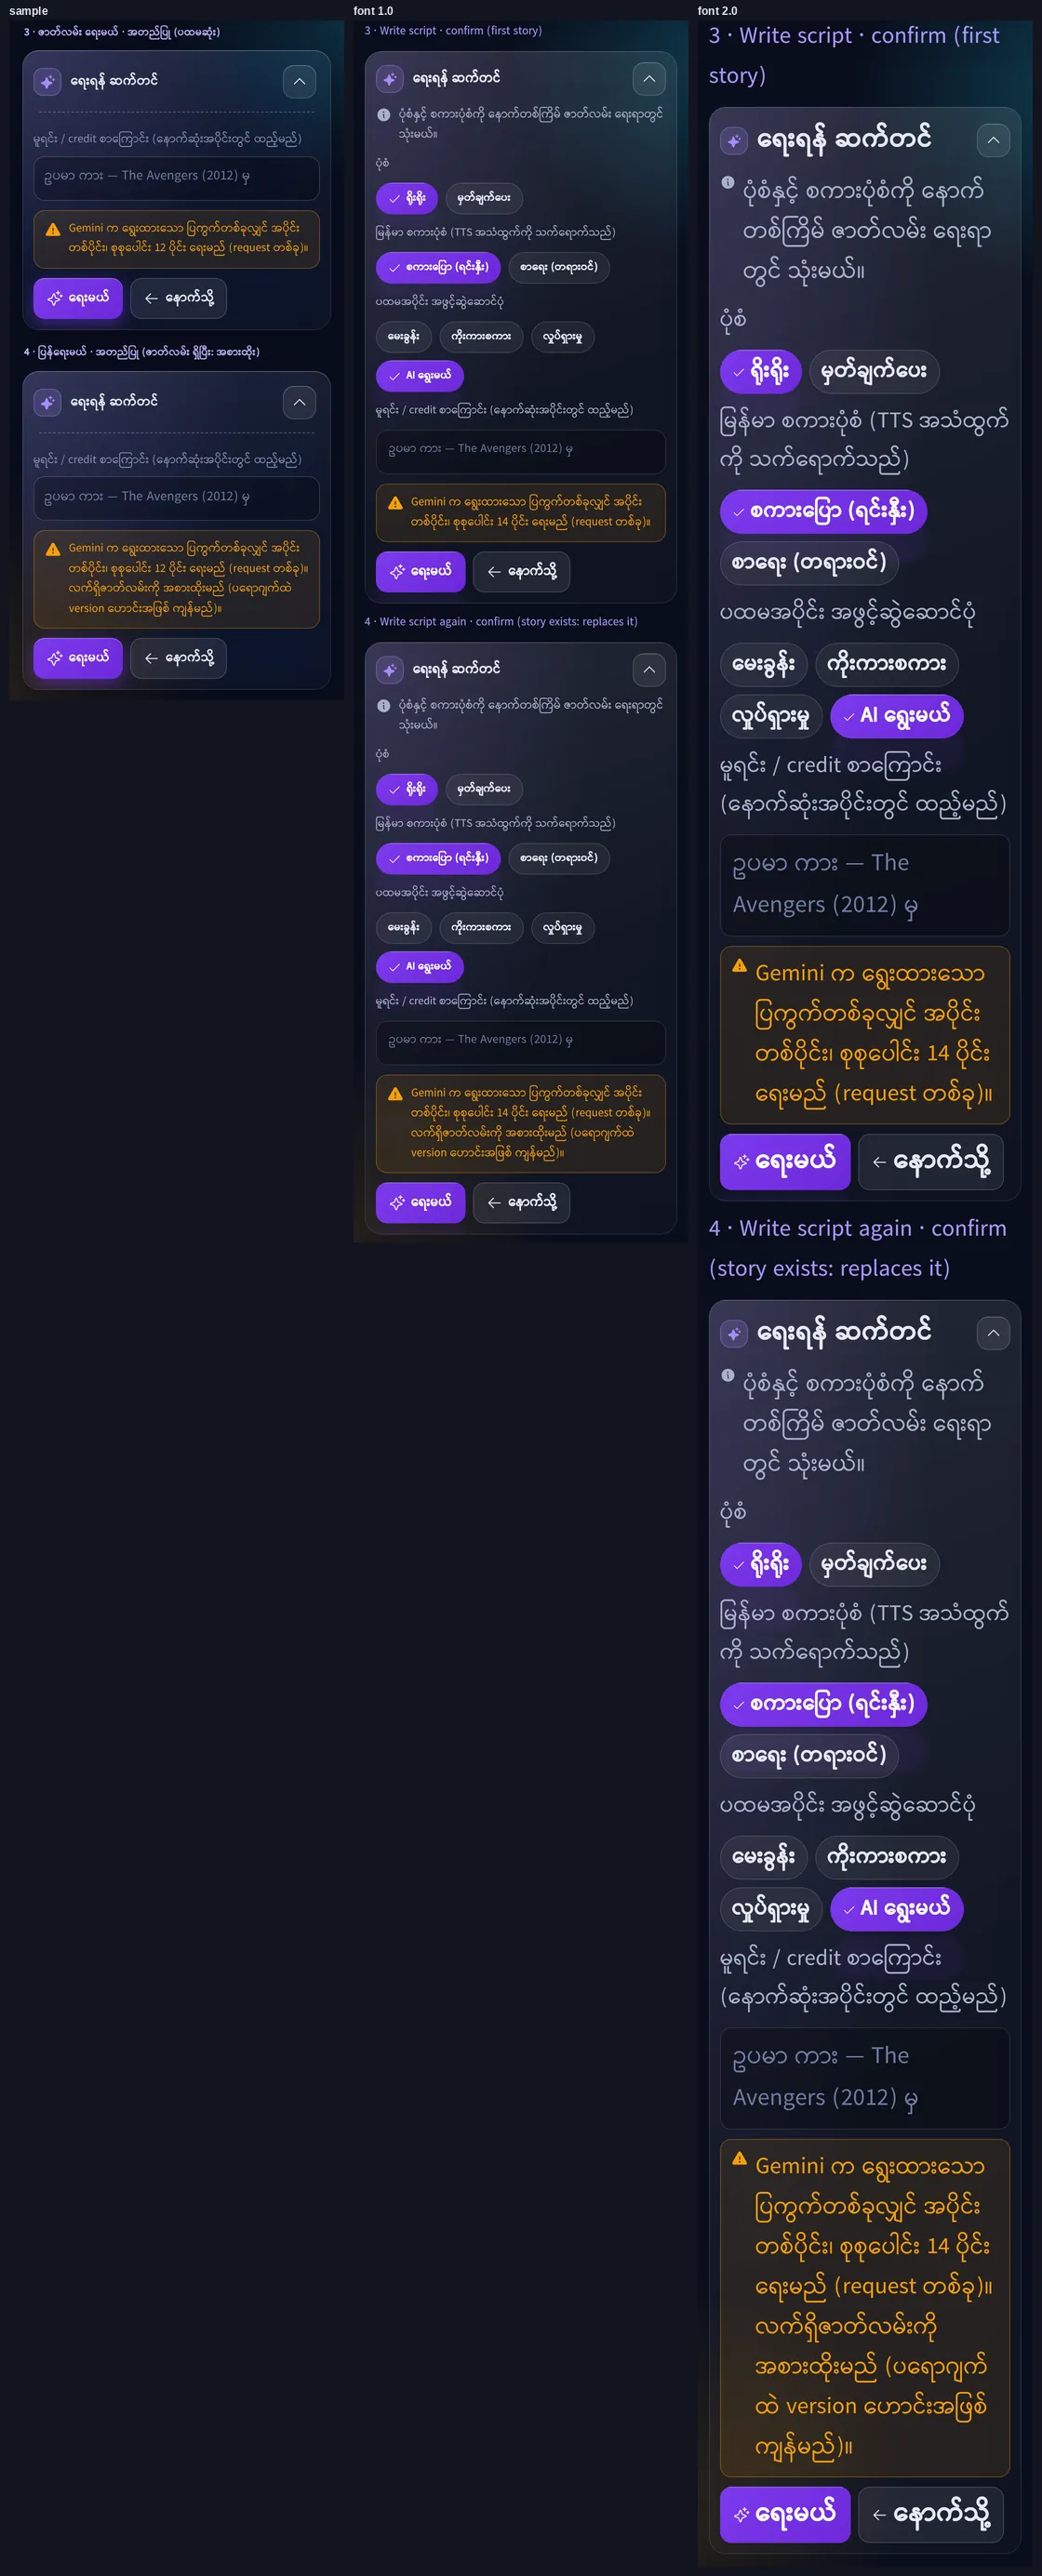 sample
3 · ဇာတ်လမ်း ရေးမယ် · အတည်ပြု (ပထမဆုံး)
ရေးရန် ဆက်တင်
မူရင်း / credit စာကြောင်း (နောက်ဆုံးအပိုင်းတွင် ထည့်မည်)
ဥပမာ ကား — The Avengers (2012) မှ
Gemini က ရွေးထားသော ပြကွက်တစ်ခုလျှင် အပိုင်း
တစ်ပိုင်း၊ စုစုပေါင်း 12 ပိုင်း ရေးမည် (request တစ်ခု)။
ရေးမယ်
နောက်သို့
4 · ပြန်ရေးမယ် · အတည်ပြု (ဇာတ်လမ်း ရှိပြီး: အစားထိုး)
ရေးရန် ဆက်တင်
မူရင်း / credit စာကြောင်း (နောက်ဆုံးအပိုင်းတွင် ထည့်မည်)
ဥပမာ ကား — The Avengers (2012) မှ
Gemini က ရွေးထားသော ပြကွက်တစ်ခုလျှင် အပိုင်း
တစ်ပိုင်း၊ စုစုပေါင်း 12 ပိုင်း ရေးမည် (request တစ်ခု)။
လက်ရှိဇာတ်လမ်းကို အစားထိုးမည် (ပရောဂျက်ထဲ
version ဟောင်းအဖြစ် ကျန်မည်)။
ရေးမယ်
နောက်သို့
font 1.0
3 · Write script · confirm (first story)
ရေးရန် ဆက်တင်
ပုံစံနှင့် စကားပုံစံကို နောက်တစ်ကြိမ် ဇာတ်လမ်း ရေးရာတွင်
သုံးမယ်။
ပုံစံ
ရိုးရိုး
မှတ်ချက်ပေး
မြန်မာ စကားပုံစံ (TTS အသံထွက်ကို သက်ရောက်သည်)
စကားပြော (ရင်းနှီး)
စာရေး (တရားဝင်)
ပထမအပိုင်း အဖွင့်ဆွဲဆောင်ပုံ
မေးခွန်း
ကိုးကားစကား
လှုပ်ရှားမှု
AI ရွေးမယ်
မူရင်း / credit စာကြောင်း (နောက်ဆုံးအပိုင်းတွင် ထည့်မည်)
ဥပမာ ကား — The Avengers (2012) မှ
Gemini က ရွေးထားသော ပြကွက်တစ်ခုလျှင် အပိုင်း
တစ်ပိုင်း၊ စုစုပေါင်း 14 ပိုင်း ရေးမည် (request တစ်ခု)။
ရေးမယ်
နောက်သို့
4 · Write script again · confirm (story exists: replaces it)
ရေးရန် ဆက်တင်
ပုံစံနှင့် စကားပုံစံကို နောက်တစ်ကြိမ် ဇာတ်လမ်း ရေးရာတွင်
သုံးမယ်။
ပုံစံ
ရိုးရိုး
မှတ်ချက်ပေး
မြန်မာ စကားပုံစံ (TTS အသံထွက်ကို သက်ရောက်သည်)
စကားပြော (ရင်းနှီး)
စာရေး (တရားဝင်)
ပထမအပိုင်း အဖွင့်ဆွဲဆောင်ပုံ
မေးခွန်း
ကိုးကားစကား
လှုပ်ရှားမှု
AI ရွေးမယ်
မူရင်း / credit စာကြောင်း (နောက်ဆုံးအပိုင်းတွင် ထည့်မည်)
ဥပမာ ကား — The Avengers (2012) မှ
Gemini က ရွေးထားသော ပြကွက်တစ်ခုလျှင် အပိုင်း
တစ်ပိုင်း၊ စုစုပေါင်း 14 ပိုင်း ရေးမည် (request တစ်ခု)။
လက်ရှိဇာတ်လမ်းကို အစားထိုးမည် (ပရောဂျက်ထဲ
version ဟောင်းအဖြစ် ကျန်မည်)။
ရေးမယ်
နောက်သို့
font 2.0
3 · Write script · confirm (first
story)
ရေးရန် ဆက်တင်
ပုံစံနှင့် စကားပုံစံကို နောက်
တစ်ကြိမ် ဇာတ်လမ်း ရေးရာ
တွင် သုံးမယ်။
ပုံစံ
ရိုးရိုး
မှတ်ချက်ပေး
မြန်မာ စကားပုံစံ (TTS အသံထွက်
ကို သက်ရောက်သည်)
စကားပြော (ရင်းနှီး)
စာရေး (တရားဝင်)
ပထမအပိုင်း အဖွင့်ဆွဲဆောင်ပုံ
မေးခွန်း
ကိုးကားစကား
လှုပ်ရှားမှု
AI ရွေးမယ်
မူရင်း / credit စာကြောင်း
(နောက်ဆုံးအပိုင်းတွင် ထည့်မည်)
ဥပမာ ကား — The
Avengers (2012) မှ
Gemini က ရွေးထားသော
ပြကွက်တစ်ခုလျှင် အပိုင်း
တစ်ပိုင်း၊ စုစုပေါင်း 14 ပိုင်း
ရေးမည် (request တစ်ခု)။
ရေးမယ်
နောက်သို့
4 · Write script again · confirm
(story exists: replaces it)
ရေးရန် ဆက်တင်
ပုံစံနှင့် စကားပုံစံကို နောက်
တစ်ကြိမ် ဇာတ်လမ်း ရေးရာ
တွင် သုံးမယ်။
ပုံစံ
ရိုးရိုး
မှတ်ချက်ပေး
မြန်မာ စကားပုံစံ (TTS အသံထွက်
ကို သက်ရောက်သည်)
စကားပြော (ရင်းနှီး)
စာရေး (တရားဝင်)
ပထမအပိုင်း အဖွင့်ဆွဲဆောင်ပုံ
မေးခွန်း
ကိုးကားစကား
လှုပ်ရှားမှု
AI ရွေးမယ်
မူရင်း / credit စာကြောင်း
(နောက်ဆုံးအပိုင်းတွင် ထည့်မည်)
ဥပမာ ကား — The
Avengers (2012) မှ
Gemini က ရွေးထားသော
ပြကွက်တစ်ခုလျှင် အပိုင်း
တစ်ပိုင်း၊ စုစုပေါင်း 14 ပိုင်း
ရေးမည် (request တစ်ခု)။
လက်ရှိဇာတ်လမ်းကို
အစားထိုးမည် (ပရောဂျက်
ထဲ version ဟောင်းအဖြစ်
ကျန်မည်)။
ရေးမယ်
နောက်သို့